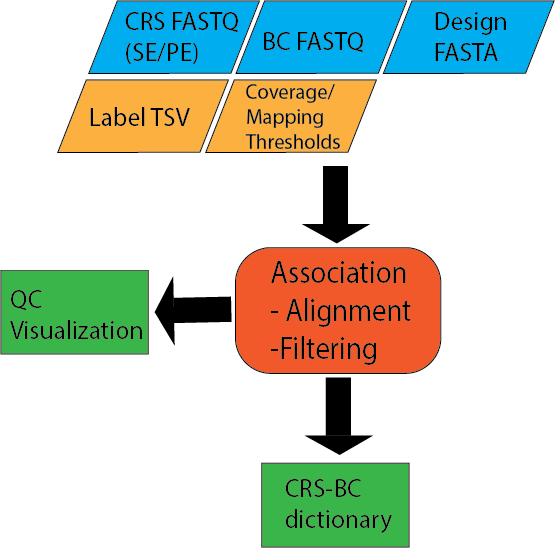 CRS FASTQ
(SE/PE)
BC FASTQ
Design
FASTA
Label TSV
Coverage/
Mapping
Thresholds
Association
- Alignment
-Filtering
QC
Visualization
CRS-BC
dictionary